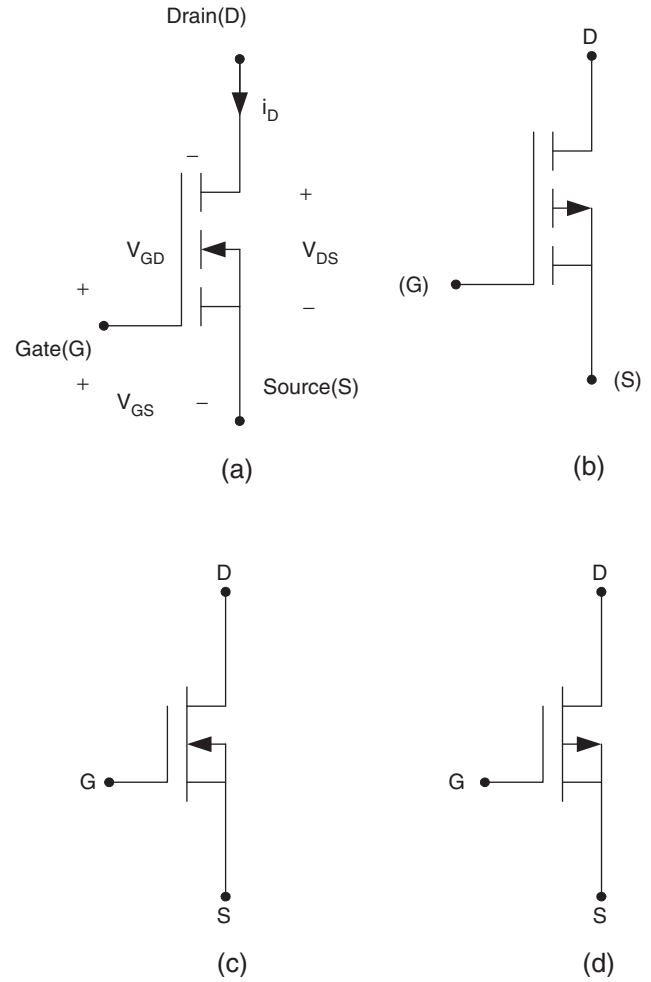 Drain(D)
i_D
−
+
V_GD
V_DS
+
−
Gate(G)
+
V_GS
−
Source(S)
(a)
D
(G)
(S)
(b)
D
G
S
(c)
D
G
S
(d)